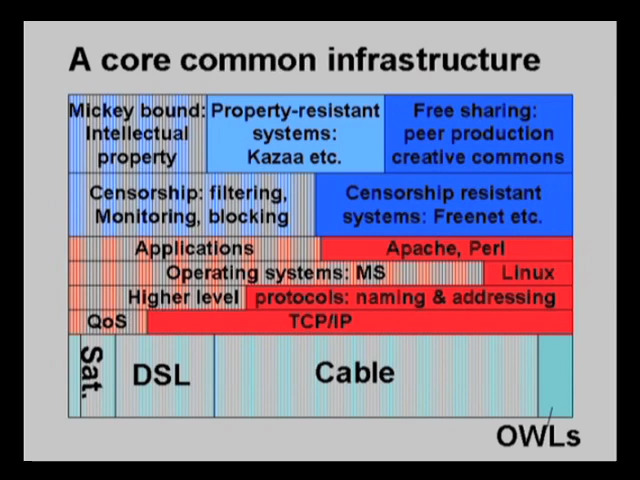 A core common infrastructure
Mickey bound:
Intellectual
property
Property-resistant
systems:
Kazaa etc.
Free sharing:
peer production
creative commons
Censorship: filtering,
Monitoring, blocking
Censorship resistant
systems: Freenet etc.
Applications
Apache, Perl
Operating systems: MS
Linux
Higher level protocols: naming & addressing
QoS
TCP/IP
Sat.
DSL
Cable
OWLs